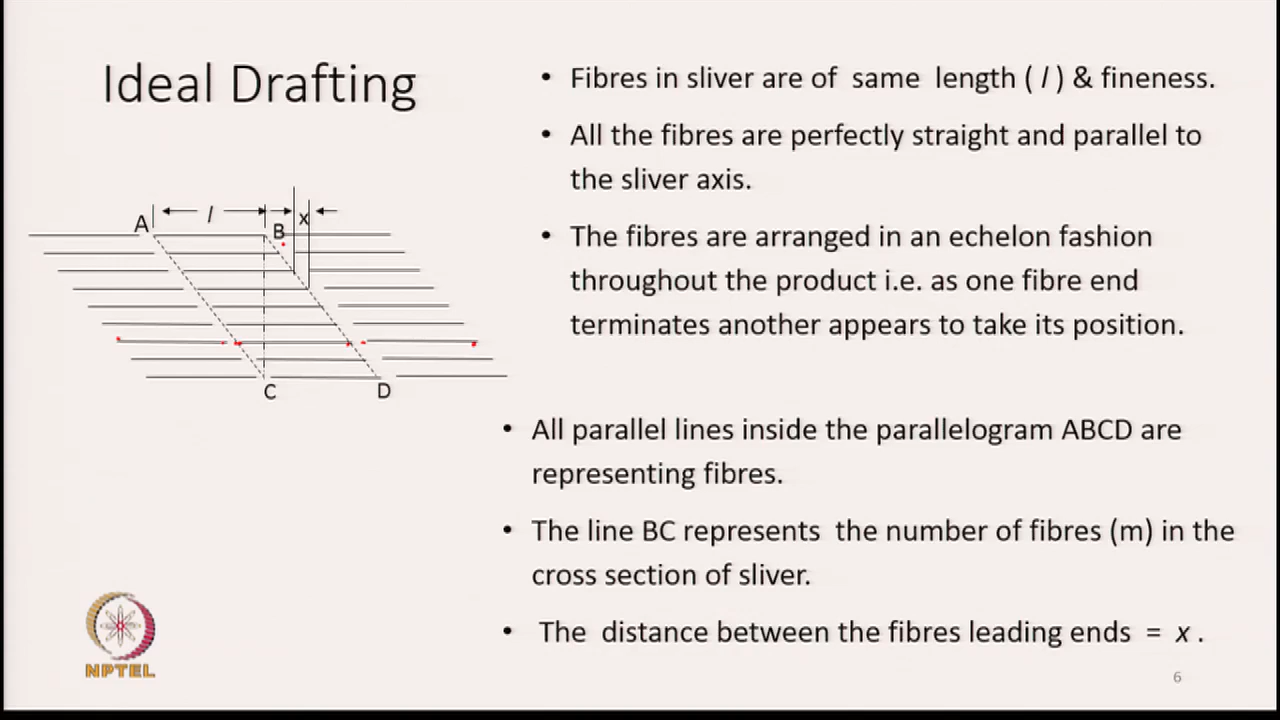 Ideal Drafting
• Fibres in sliver are of same length ( l ) & fineness.
• All the fibres are perfectly straight and parallel to
the sliver axis.
• The fibres are arranged in an echelon fashion
throughout the product i.e. as one fibre end
terminates another appears to take its position.
A
l
B
x
C
D
• All parallel lines inside the parallelogram ABCD are
representing fibres.
• The line BC represents the number of fibres (m) in the
cross section of sliver.
• The distance between the fibres leading ends = x .
NPTEL
6